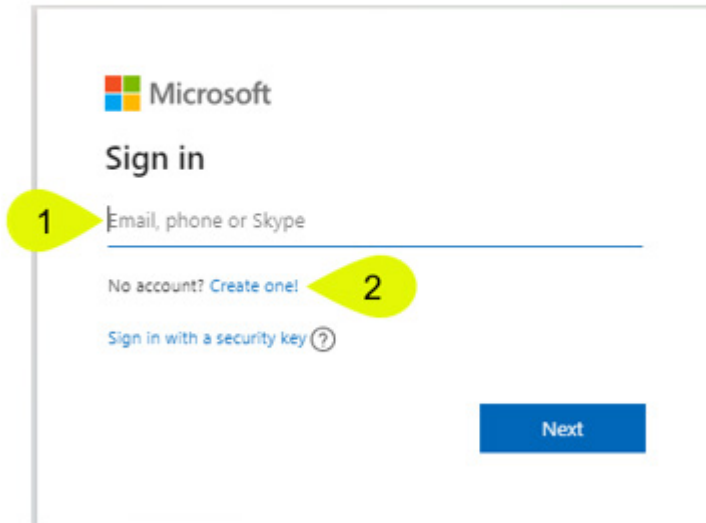 Microsoft
Sign in
1
Email, phone or Skype
No account? Create one!
2
Sign in with a security key ?
Next